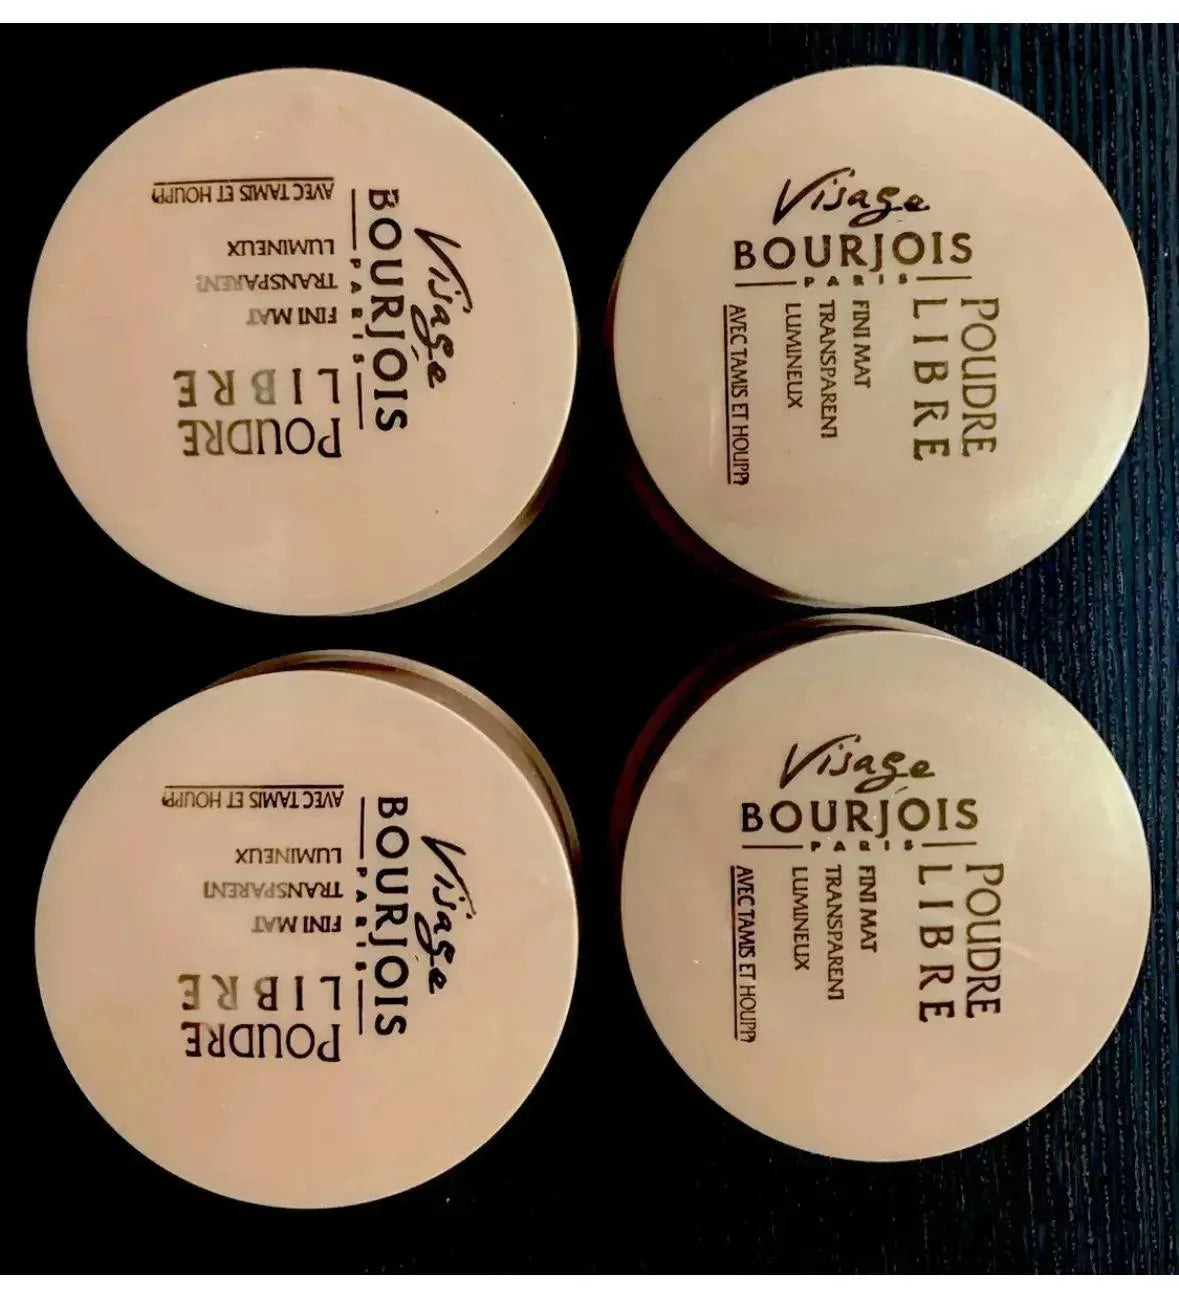 Visage
BOURJOIS
PARIS
POUDRE
LIBRE
FINI MAT
TRANSPARENT
LUMINEUX
AVEC TAMIS ET HOUPP
Visage
BOURJOIS
PARIS
POUDRE
LIBRE
FINI MAT
TRANSPARENT
LUMINEUX
AVEC TAMIS ET HOUPP
Visage
BOURJOIS
PARIS
POUDRE
LIBRE
FINI MAT
TRANSPARENT
LUMINEUX
AVEC TAMIS ET HOUPP
Visage
BOURJOIS
PARIS
POUDRE
LIBRE
FINI MAT
TRANSPARENT
LUMINEUX
AVEC TAMIS ET HOUPP